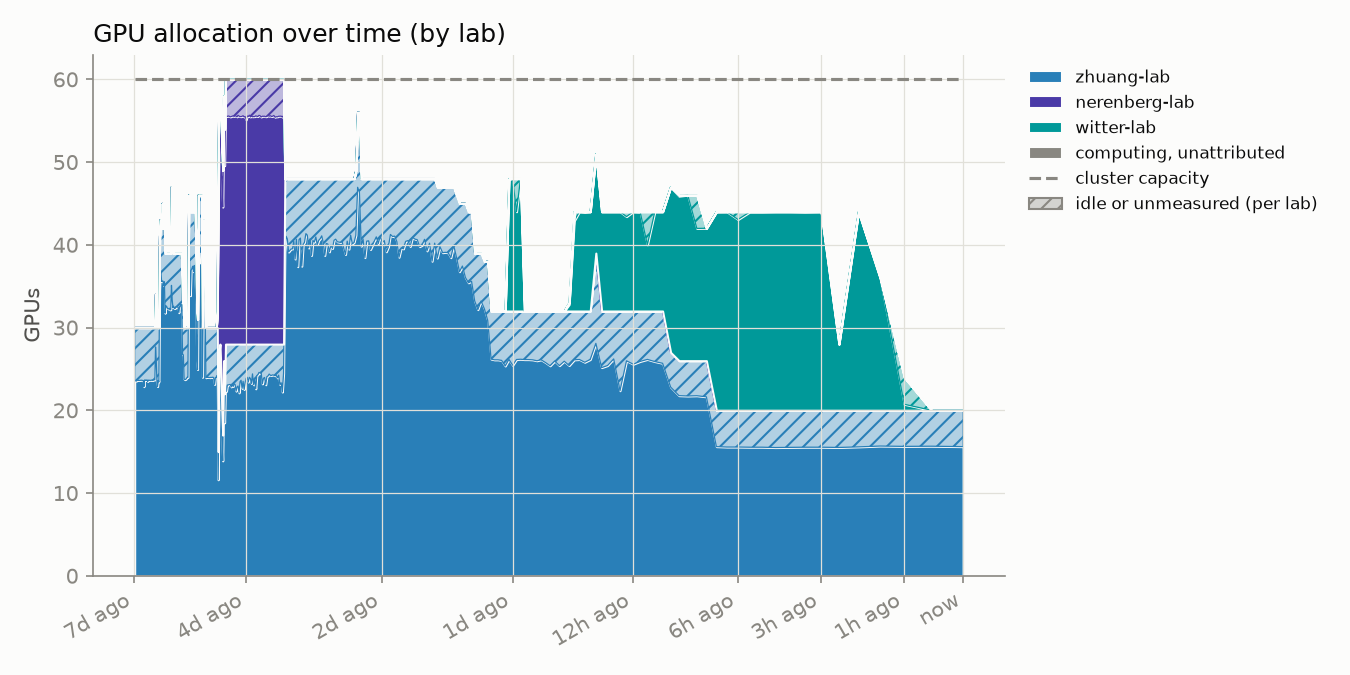 GPU allocation over time (by lab)
GPUs
60
50
40
30
20
10
0
7d ago
4d ago
2d ago
1d ago
12h ago
6h ago
3h ago
1h ago
now
zhuang-lab
nerenberg-lab
witter-lab
computing, unattributed
cluster capacity
idle or unmeasured (per lab)